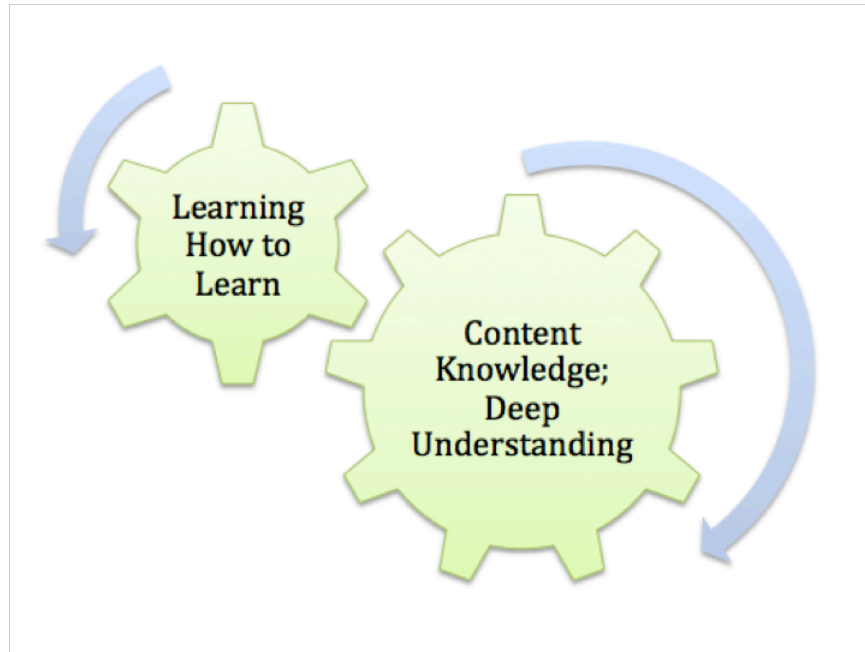 Learning
How to
Learn
Content
Knowledge;
Deep
Understanding